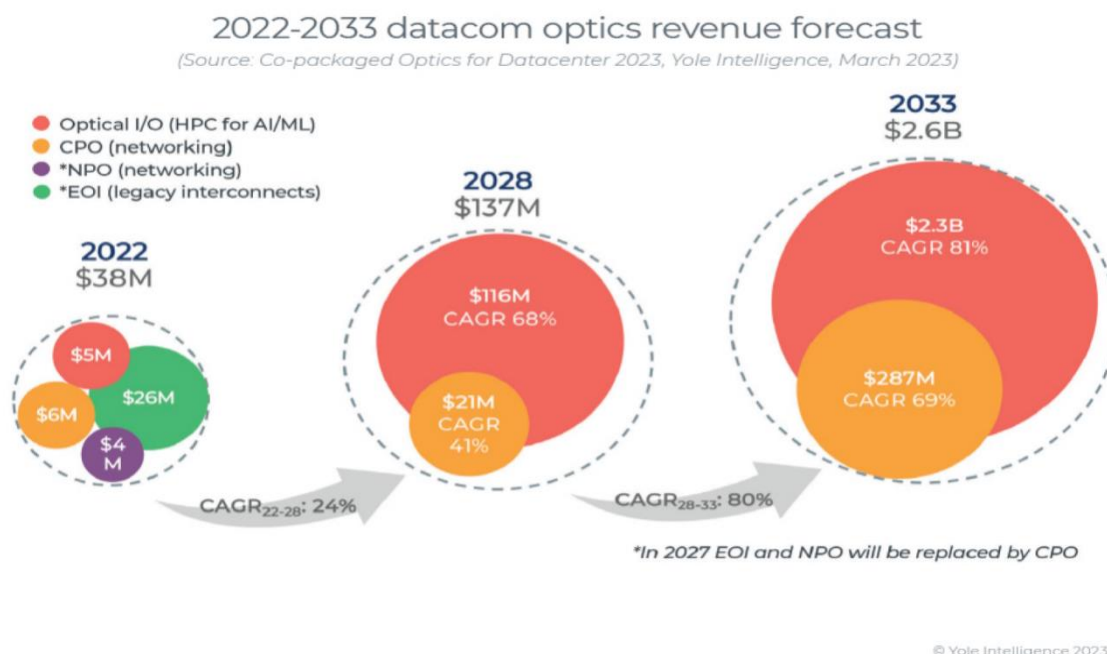 2022-2033 datacom optics revenue forecast
(Source: Co-packaged Optics for Datacenter 2023, Yole Intelligence, March 2023)
Optical I/O (HPC for AI/ML)
CPO (networking)
*NPO (networking)
*EOI (legacy interconnects)
2022
$38M
$5M
$26M
$6M
$4
M
CAGR22-28: 24%
2028
$137M
$116M
CAGR 68%
$21M
CAGR
41%
CAGR28-33: 80%
2033
$2.6B
$2.3B
CAGR 81%
$287M
CAGR 69%
*In 2027 EOI and NPO will be replaced by CPO
© Yole Intelligence 2023